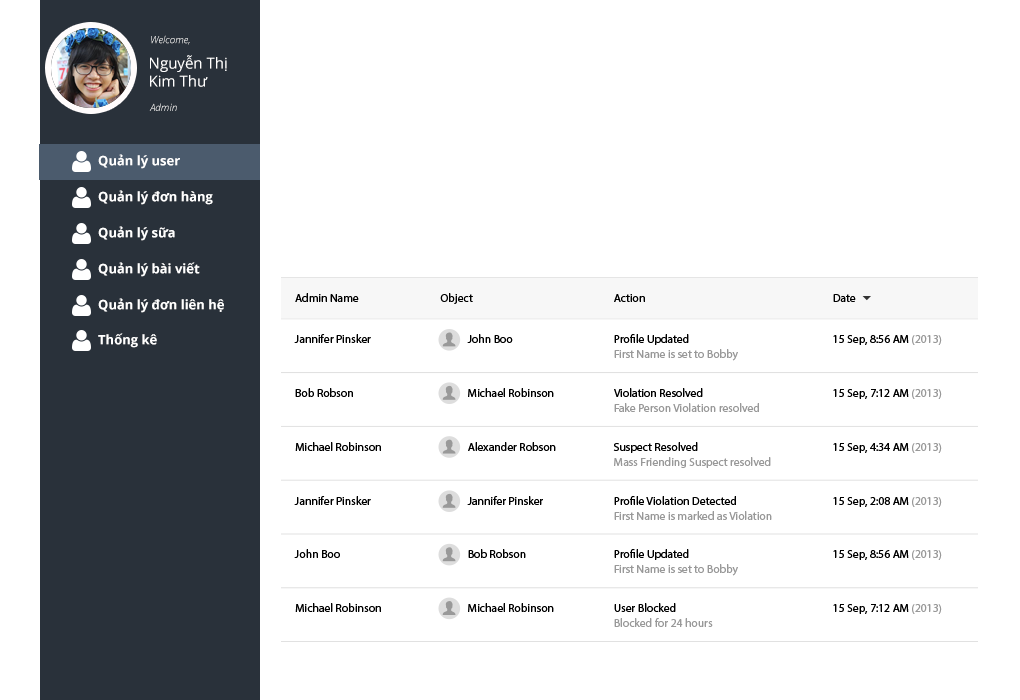 Welcome,
Nguyễn Thị
Kim Thư
Admin
Quản lý user
Quản lý đơn hàng
Quản lý sữa
Quản lý bài viết
Quản lý đơn liên hệ
Thống kê
Admin Name Object Action Date
Jannifer Pinsker John Boo Profile Updated 15 Sep, 8:56 AM (2013)
First Name is set to Bobby
Bob Robson Michael Robinson Violation Resolved 15 Sep, 7:12 AM (2013)
Fake Person Violation resolved
Michael Robinson Alexander Robson Suspect Resolved 15 Sep, 4:34 AM (2013)
Mass Friending Suspect resolved
Jannifer Pinsker Jannifer Pinsker Profile Violation Detected 15 Sep, 2:08 AM (2013)
First Name is marked as Violation
John Boo Bob Robson Profile Updated 15 Sep, 8:56 AM (2013)
First Name is set to Bobby
Michael Robinson Michael Robinson User Blocked 15 Sep, 7:12 AM (2013)
Blocked for 24 hours